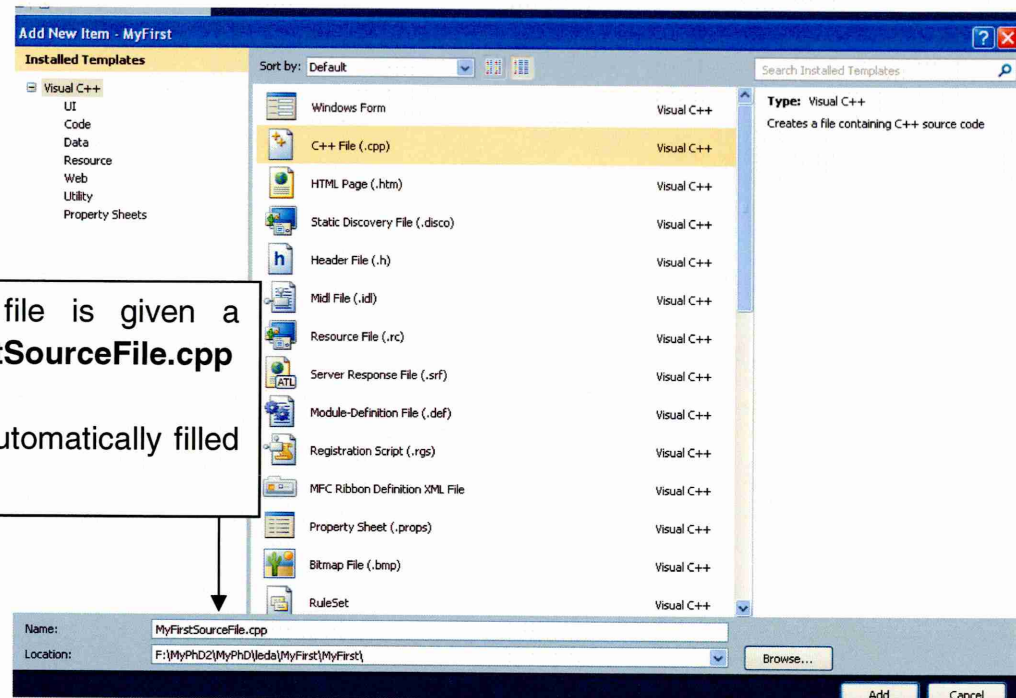 Add New Item - MyFirst
Installed Templates
Visual C++
UI
Code
Data
Resource
Web
Utility
Property Sheets
Sort by: Default
Search Installed Templates
Windows Form Visual C++
C++ File (.cpp) Visual C++
HTML Page (.htm) Visual C++
Static Discovery File (.disco) Visual C++
Header File (.h) Visual C++
Midl File (.idl) Visual C++
Resource File (.rc) Visual C++
Server Response File (.srf) Visual C++
Module-Definition File (.def) Visual C++
Registration Script (.rgs) Visual C++
MFC Ribbon Definition XML File Visual C++
Property Sheet (.props) Visual C++
Bitmap File (.bmp) Visual C++
RuleSet Visual C++
Type: Visual C++
Creates a file containing C++ source code
h
ATL
file is given a
tSourceFile.cpp
utomatically filled
Name: MyFirstSourceFile.cpp
Location: F:\MyPhD2\MyPhD\leda\MyFirst\MyFirst\
Browse...
Add Cancel